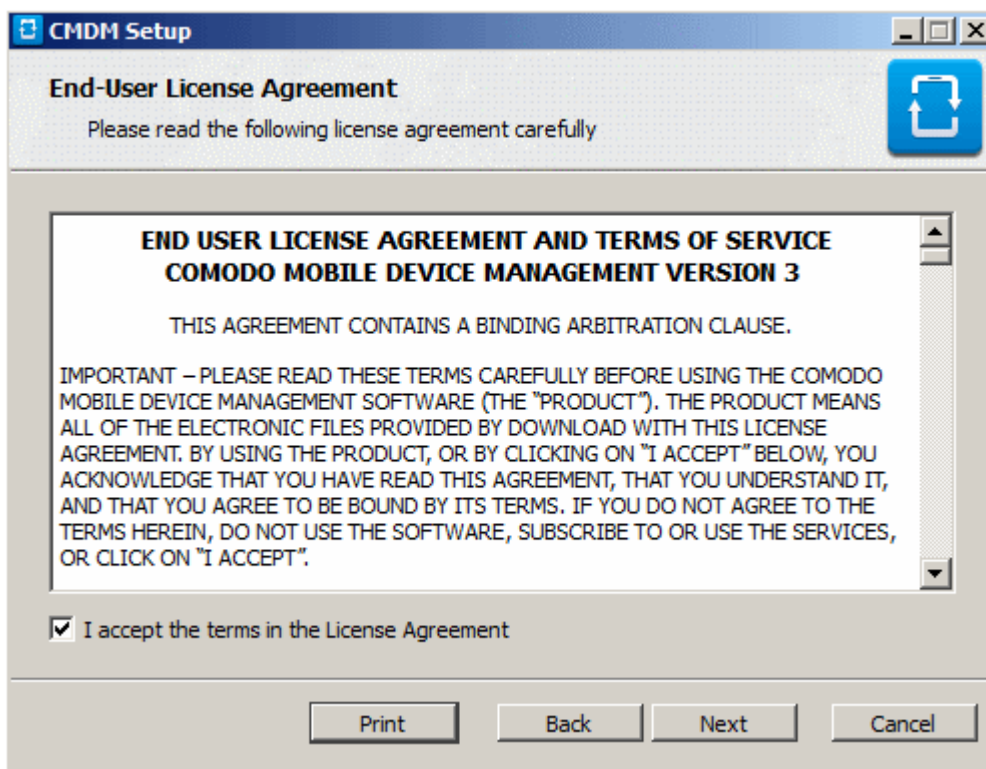 CMDM Setup
End-User License Agreement
Please read the following license agreement carefully
END USER LICENSE AGREEMENT AND TERMS OF SERVICE
COMODO MOBILE DEVICE MANAGEMENT VERSION 3
THIS AGREEMENT CONTAINS A BINDING ARBITRATION CLAUSE.
IMPORTANT – PLEASE READ THESE TERMS CAREFULLY BEFORE USING THE COMODO
MOBILE DEVICE MANAGEMENT SOFTWARE (THE “PRODUCT”). THE PRODUCT MEANS
ALL OF THE ELECTRONIC FILES PROVIDED BY DOWNLOAD WITH THIS LICENSE
AGREEMENT. BY USING THE PRODUCT, OR BY CLICKING ON “I ACCEPT” BELOW, YOU
ACKNOWLEDGE THAT YOU HAVE READ THIS AGREEMENT, THAT YOU UNDERSTAND IT,
AND THAT YOU AGREE TO BE BOUND BY ITS TERMS. IF YOU DO NOT AGREE TO THE
TERMS HEREIN, DO NOT USE THE SOFTWARE, SUBSCRIBE TO OR USE THE SERVICES,
OR CLICK ON “I ACCEPT”.
I accept the terms in the License Agreement
Print Back Next Cancel